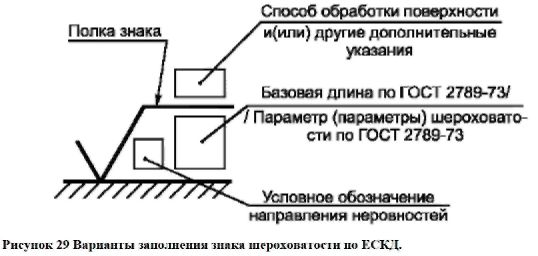 Полка знака
Способ обработки поверхности
и(или) другие дополнительные
указания
Базовая длина по ГОСТ 2789-73/
/ Параметр (параметры) шероховато-
сти по ГОСТ 2789-73
Условное обозначение
направления неровностей
Рисунок 29 Варианты заполнения знака шероховатости по ЕСКД.